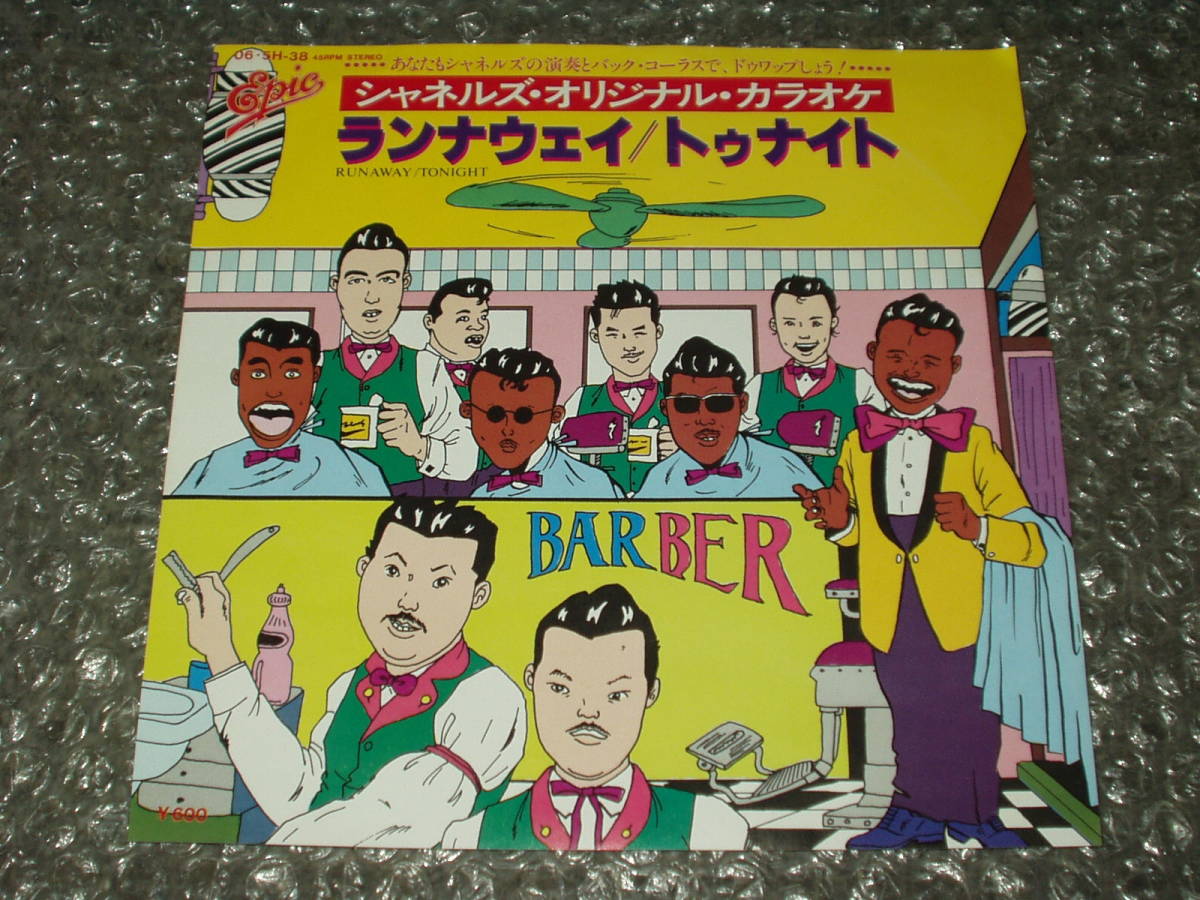 06・5H-38 45RPM STEREO
Epic
•••••あなたもシャネルズの演奏とバック・コーラスで、ドゥワップしょう!•••••
シャネルズ・オリジナル・カラオケ
ランナウェイ/トゥナイト
RUNAWAY/TONIGHT
BARBER
¥600